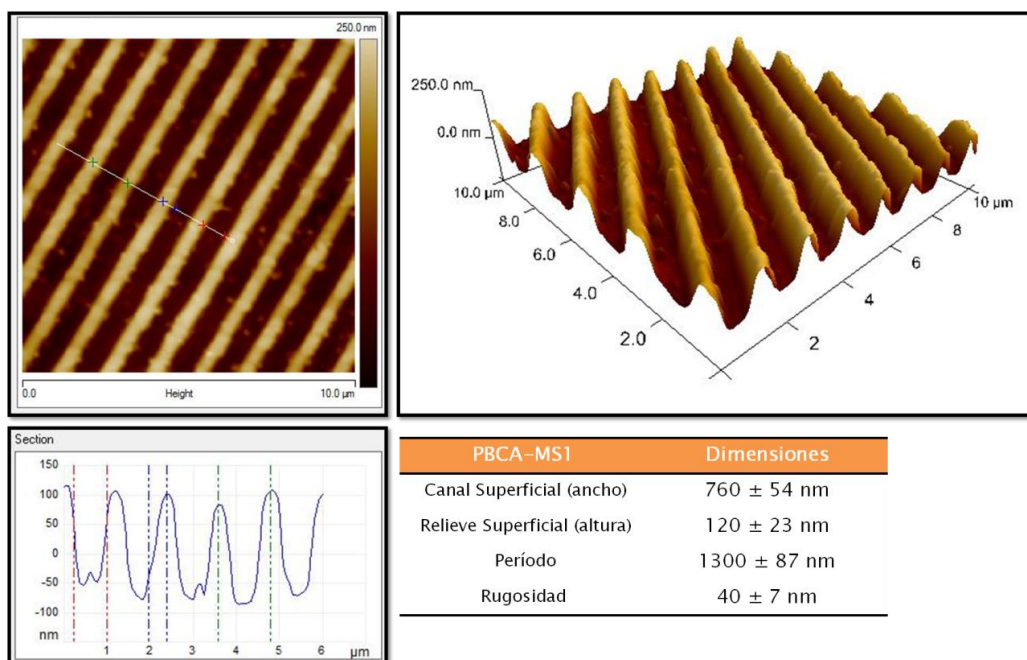 250.0 nm
0.0 Height 10.0 µm
250.0 nm
0.0 nm
10.0 µm
8.0
6.0
4.0
2.0
10 µm
8
6
4
2
Section
150
100
50
0
-50
-100
nm
1 2 3 4 5 6 µm
PBCA-MS1 Dimensiones
Canal Superficial (ancho) 760 ± 54 nm
Relieve Superficial (altura) 120 ± 23 nm
Período 1300 ± 87 nm
Rugosidad 40 ± 7 nm